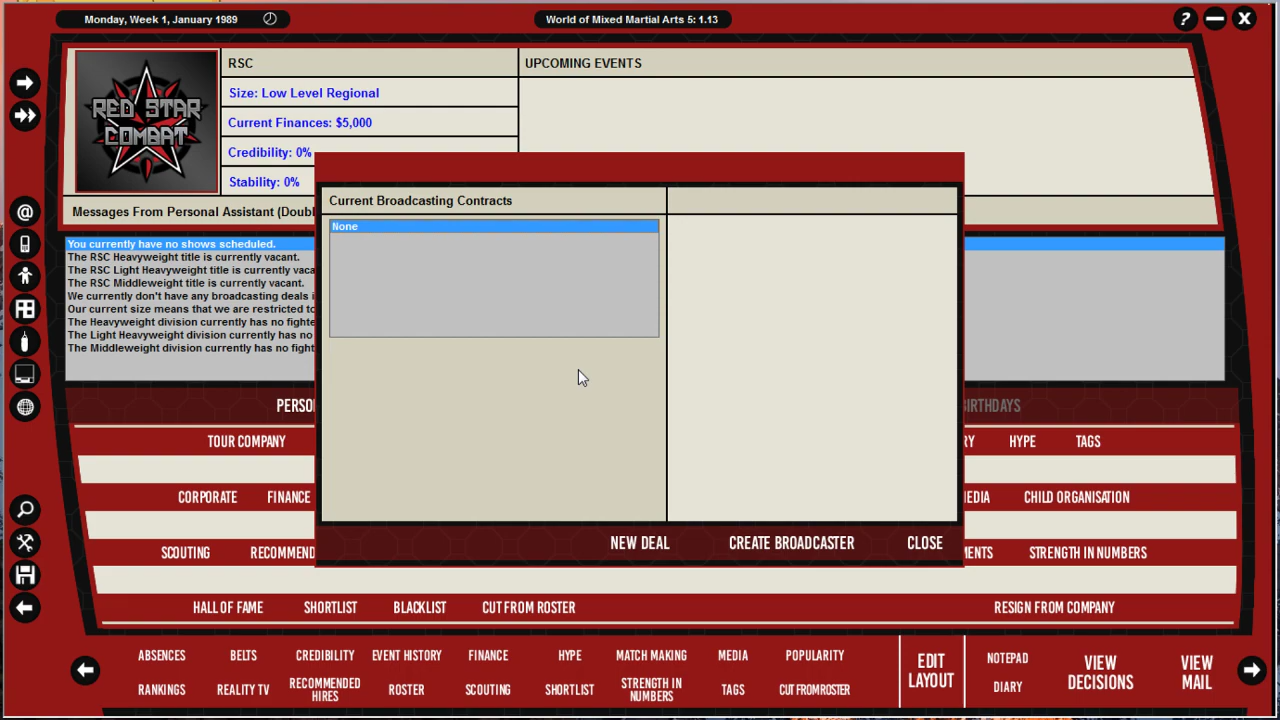 Monday, Week 1, January 1989
World of Mixed Martial Arts 5: 1.13
?
X
RED STAR
COMBAT
RSC
UPCOMING EVENTS
Size: Low Level Regional
Current Finances: $5,000
Credibility: 0%
Stability: 0%
Messages From Personal Assistant (Doubl
You currently have no shows scheduled.
The RSC Heavyweight title is currently vacant.
The RSC Light Heavyweight title is currently vaca
The RSC Middleweight title is currently vacant.
We currently don't have any broadcasting deals i
Our current size means that we are restricted to
The Heavyweight division currently has no fighte
The Light Heavyweight division currently has no
The Middleweight division currently has no fight
Current Broadcasting Contracts
None
NEW DEAL
CREATE BROADCASTER
CLOSE
PERSO
IRTHDAYS
TOUR COMPANY
RY
HYPE
TAGS
CORPORATE
FINANCE
EDIA
CHILD ORGANISATION
SCOUTING
RECOMMEND
MENTS
STRENGTH IN NUMBERS
HALL OF FAME
SHORTLIST
BLACKLIST
CUT FROM ROSTER
RESIGN FROM COMPANY
ABSENCES
BELTS
CREDIBILITY
EVENT HISTORY
FINANCE
HYPE
MATCH MAKING
MEDIA
POPULARITY
RANKINGS
REALITY TV
RECOMMENDED
HIRES
ROSTER
SCOUTING
SHORTLIST
STRENGTH IN
NUMBERS
TAGS
CUT FROM ROSTER
EDIT
LAYOUT
NOTEPAD
DIARY
VIEW
DECISIONS
VIEW
MAIL